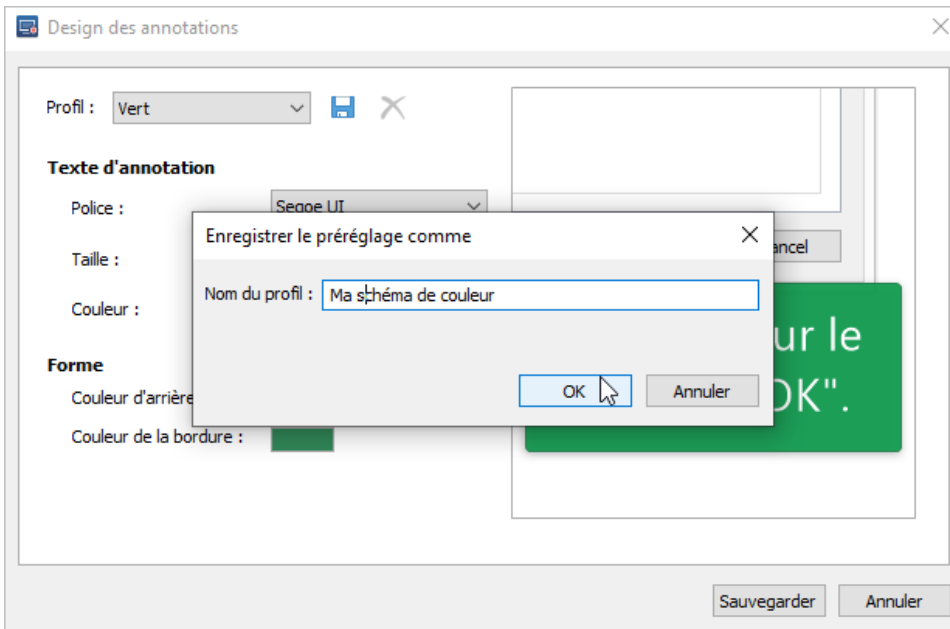 Design des annotations
Profil : Vert
Texte d'annotation
Police : Segoe UI
Taille :
Couleur :
Forme
Couleur d'arrière
Couleur de la bordure :
Enregistrer le préréglage comme
Nom du profil : Ma schéma de couleur
OK Annuler
ancel
ur le
OK".
Sauvegarder Annuler